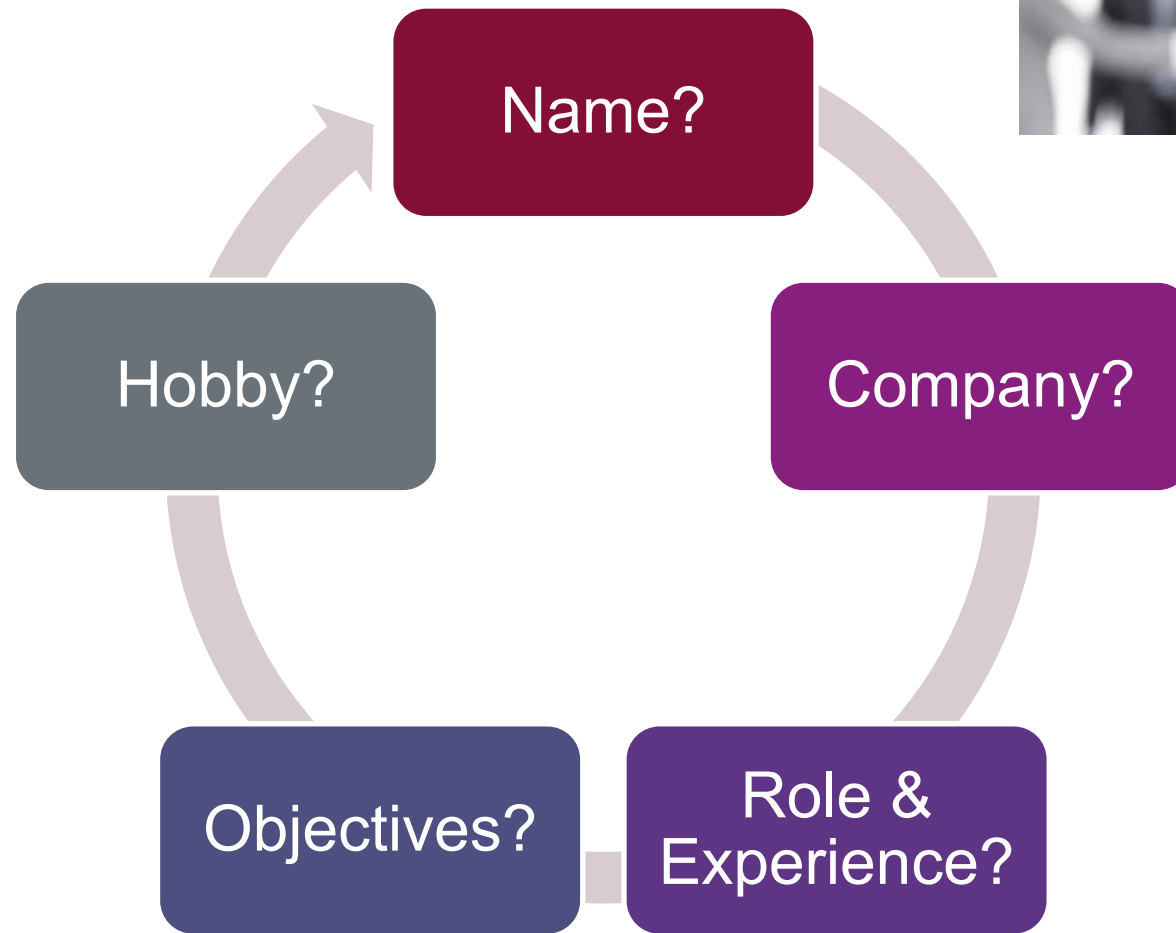 Name?
Company?
Role &
Experience?
Objectives?
Hobby?